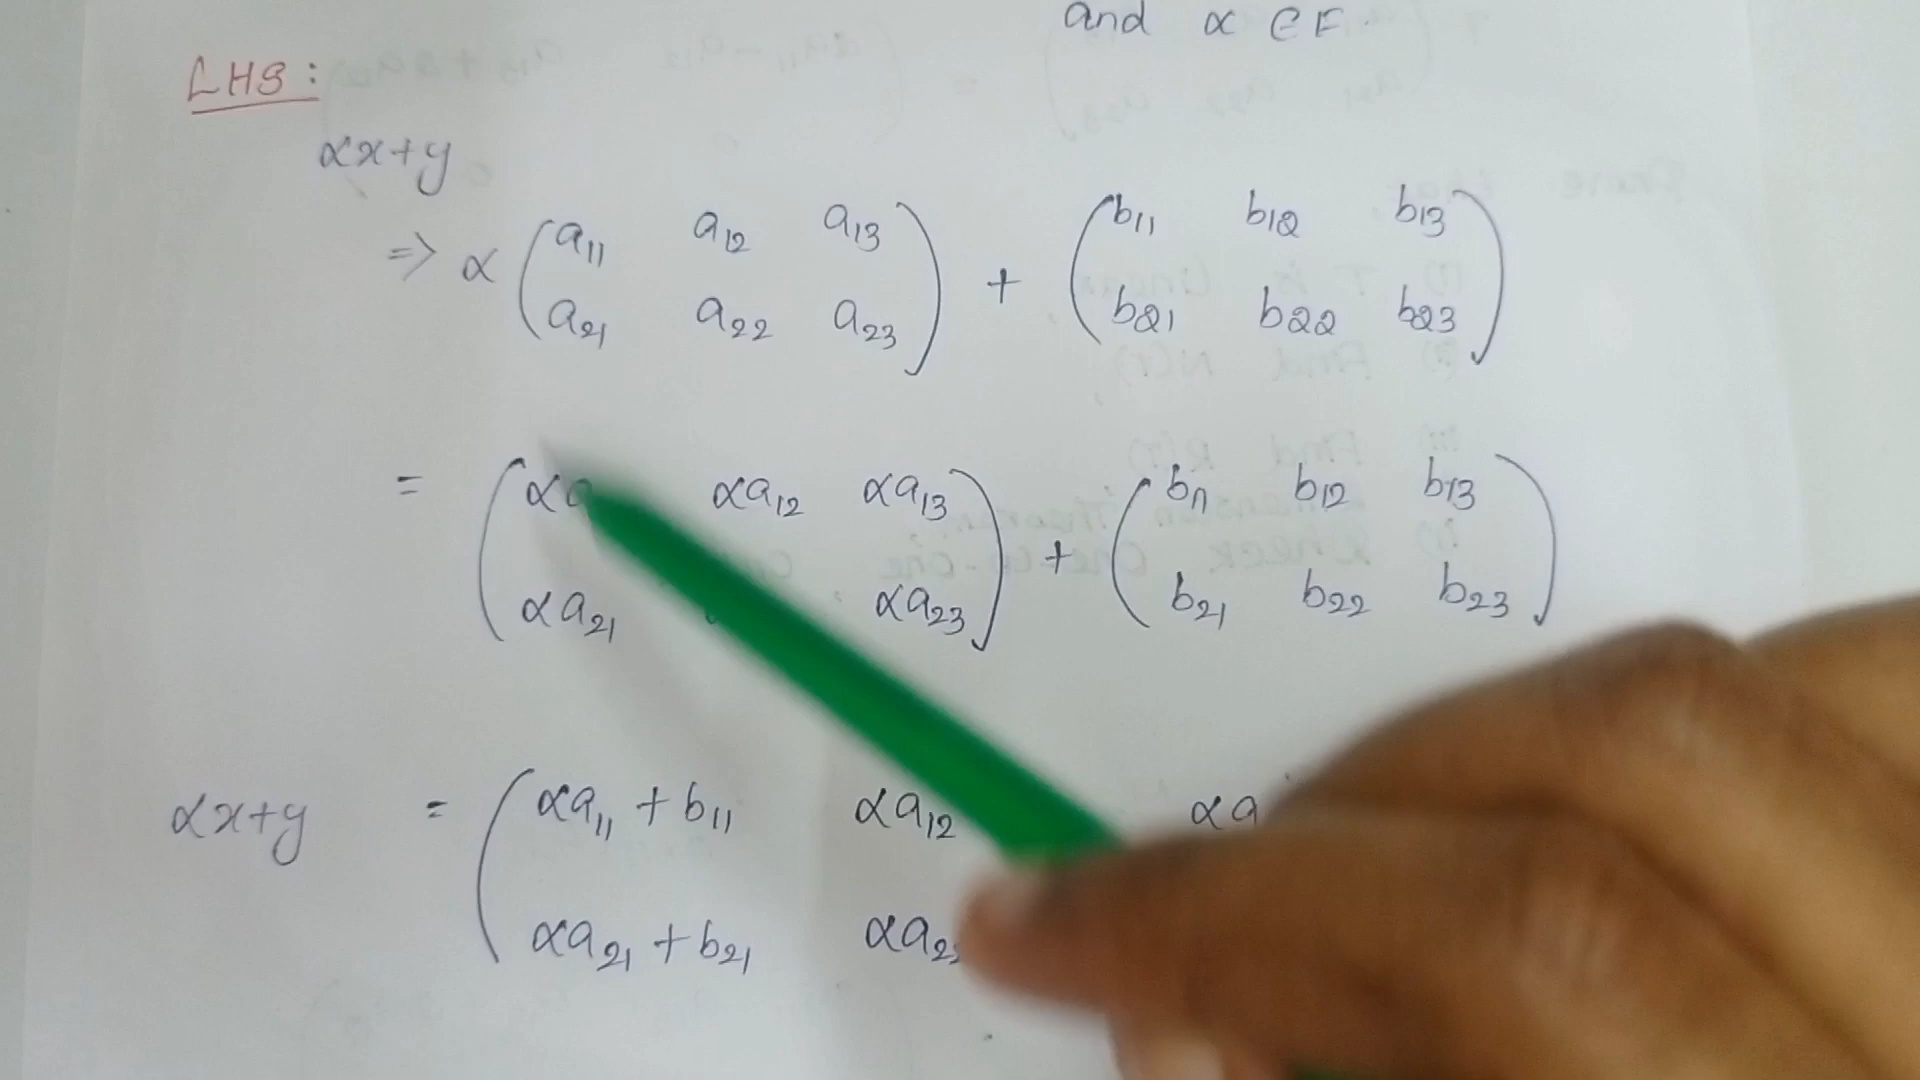 and α ∈ F.
LHS:
αx+y
⇒ α ( a11 a12 a13 ) + ( b11 b12 b13 )
( a21 a22 a23 ) ( b21 b22 b23 )
= ( αa αa12 αa13 ) + ( b11 b12 b13 )
( αa21 αa23 ) ( b21 b22 b23 )
αx+y = ( αa11 + b11 αa12 αa
αa21 + b21 αa2